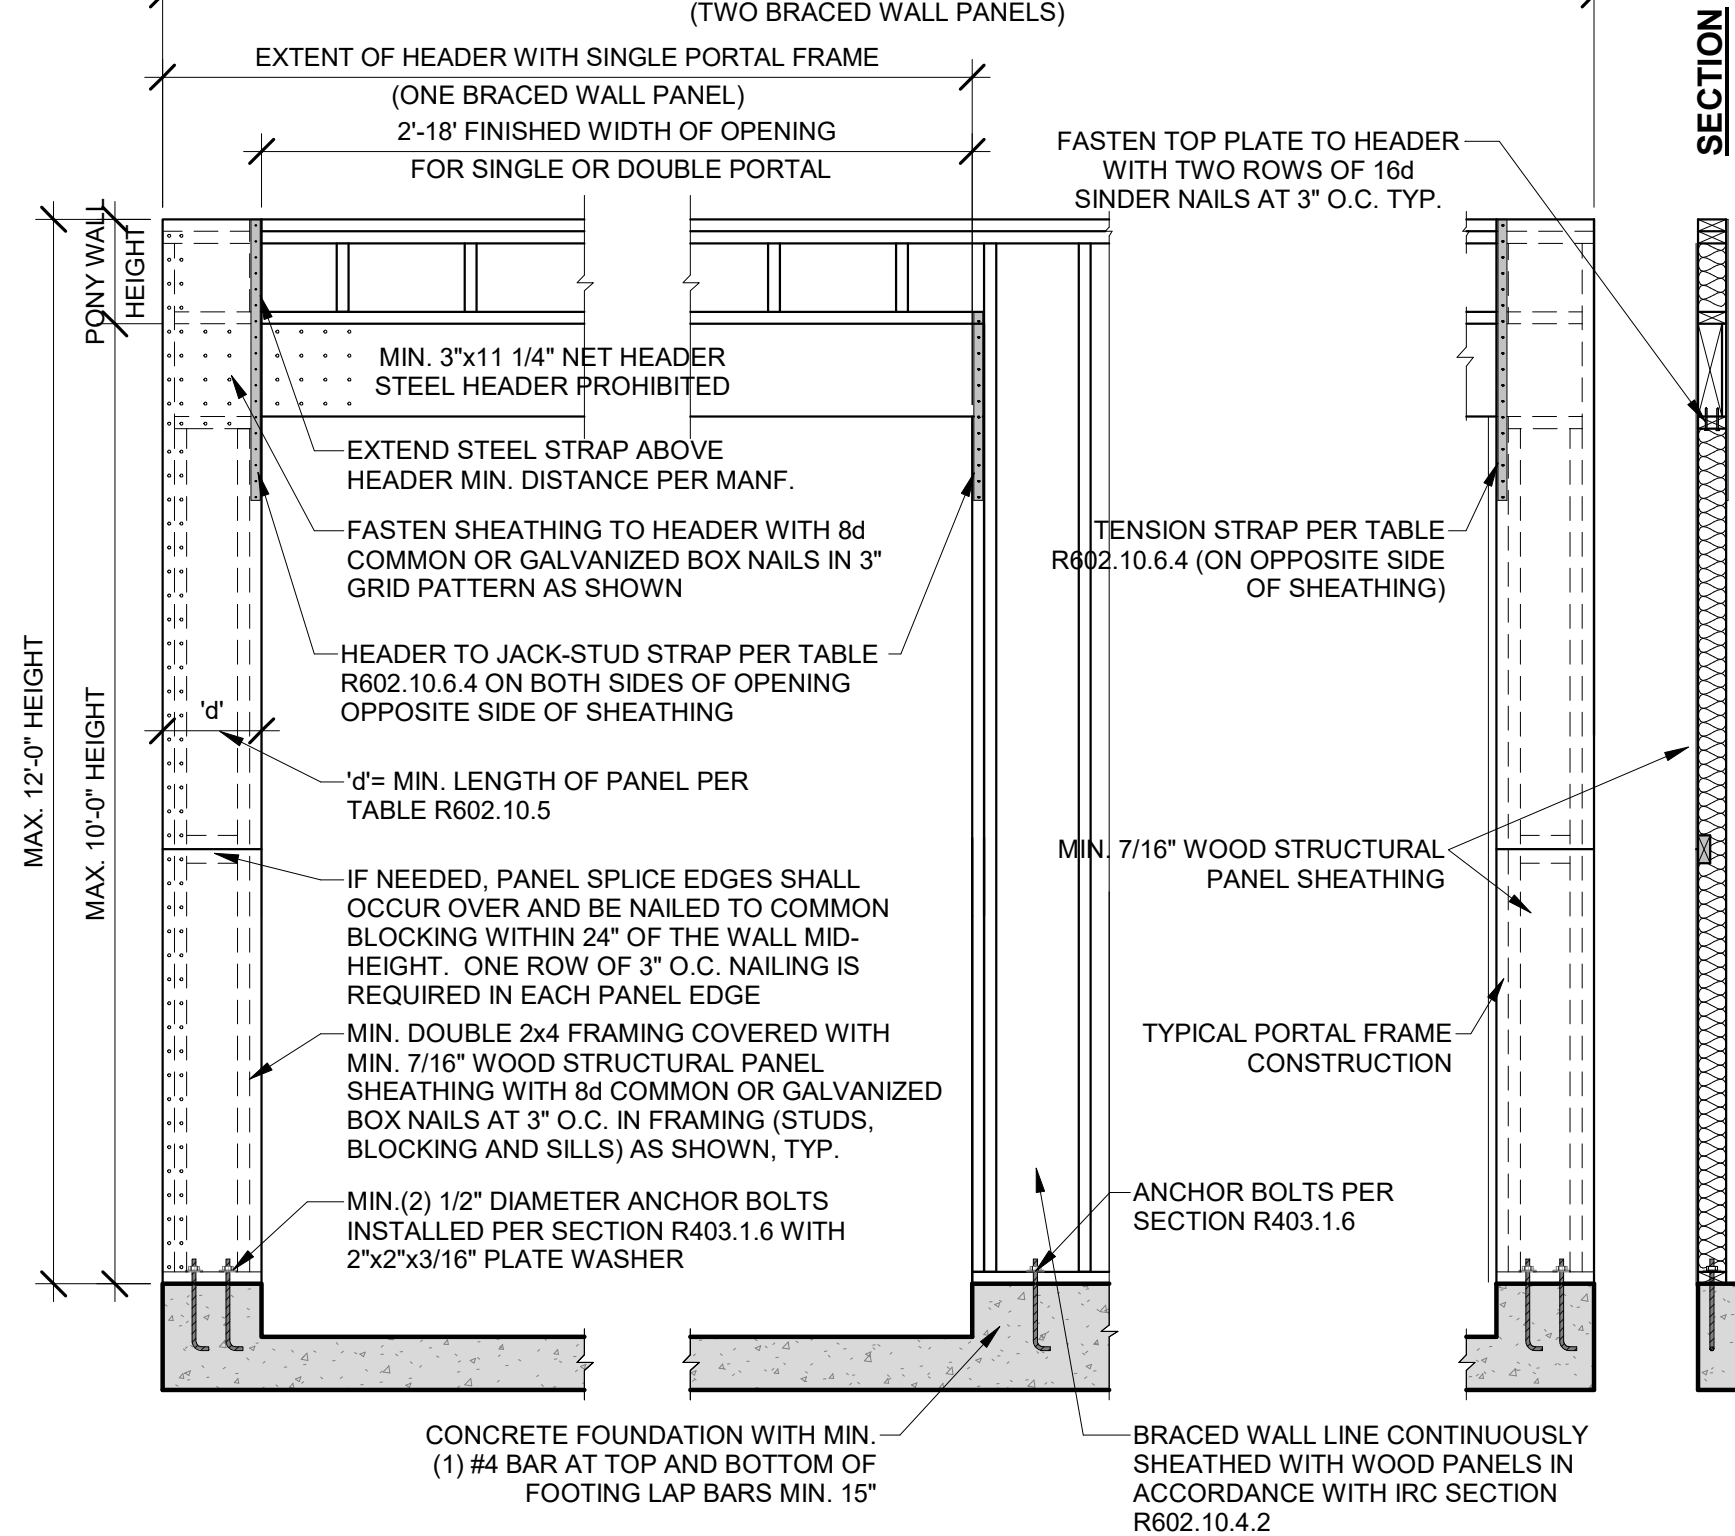 (TWO BRACED WALL PANELS)
EXTENT OF HEADER WITH SINGLE PORTAL FRAME
(ONE BRACED WALL PANEL)
2'-18' FINISHED WIDTH OF OPENING
FOR SINGLE OR DOUBLE PORTAL
SECTION
FASTEN TOP PLATE TO HEADER
WITH TWO ROWS OF 16d
SINDER NAILS AT 3" O.C. TYP.
PONY WALL
HEIGHT
MIN. 3"x11 1/4" NET HEADER
STEEL HEADER PROHIBITED
EXTEND STEEL STRAP ABOVE
HEADER MIN. DISTANCE PER MANF.
FASTEN SHEATHING TO HEADER WITH 8d
COMMON OR GALVANIZED BOX NAILS IN 3"
GRID PATTERN AS SHOWN
TENSION STRAP PER TABLE
R602.10.6.4 (ON OPPOSITE SIDE
OF SHEATHING)
HEADER TO JACK-STUD STRAP PER TABLE
R602.10.6.4 ON BOTH SIDES OF OPENING
OPPOSITE SIDE OF SHEATHING
MAX. 12'-0" HEIGHT
MAX. 10'-0" HEIGHT
'd'
'd'= MIN. LENGTH OF PANEL PER
TABLE R602.10.5
MIN. 7/16" WOOD STRUCTURAL
PANEL SHEATHING
IF NEEDED, PANEL SPLICE EDGES SHALL
OCCUR OVER AND BE NAILED TO COMMON
BLOCKING WITHIN 24" OF THE WALL MID-
HEIGHT.  ONE ROW OF 3" O.C. NAILING IS
REQUIRED IN EACH PANEL EDGE
MIN. DOUBLE 2x4 FRAMING COVERED WITH
MIN. 7/16" WOOD STRUCTURAL PANEL
SHEATHING WITH 8d COMMON OR GALVANIZED
BOX NAILS AT 3" O.C. IN FRAMING (STUDS,
BLOCKING AND SILLS) AS SHOWN, TYP.
TYPICAL PORTAL FRAME
CONSTRUCTION
MIN.(2) 1/2" DIAMETER ANCHOR BOLTS
INSTALLED PER SECTION R403.1.6 WITH
2"x2"x3/16" PLATE WASHER
ANCHOR BOLTS PER
SECTION R403.1.6
CONCRETE FOUNDATION WITH MIN.
(1) #4 BAR AT TOP AND BOTTOM OF
FOOTING LAP BARS MIN. 15"
BRACED WALL LINE CONTINUOUSLY
SHEATHED WITH WOOD PANELS IN
ACCORDANCE WITH IRC SECTION
R602.10.4.2